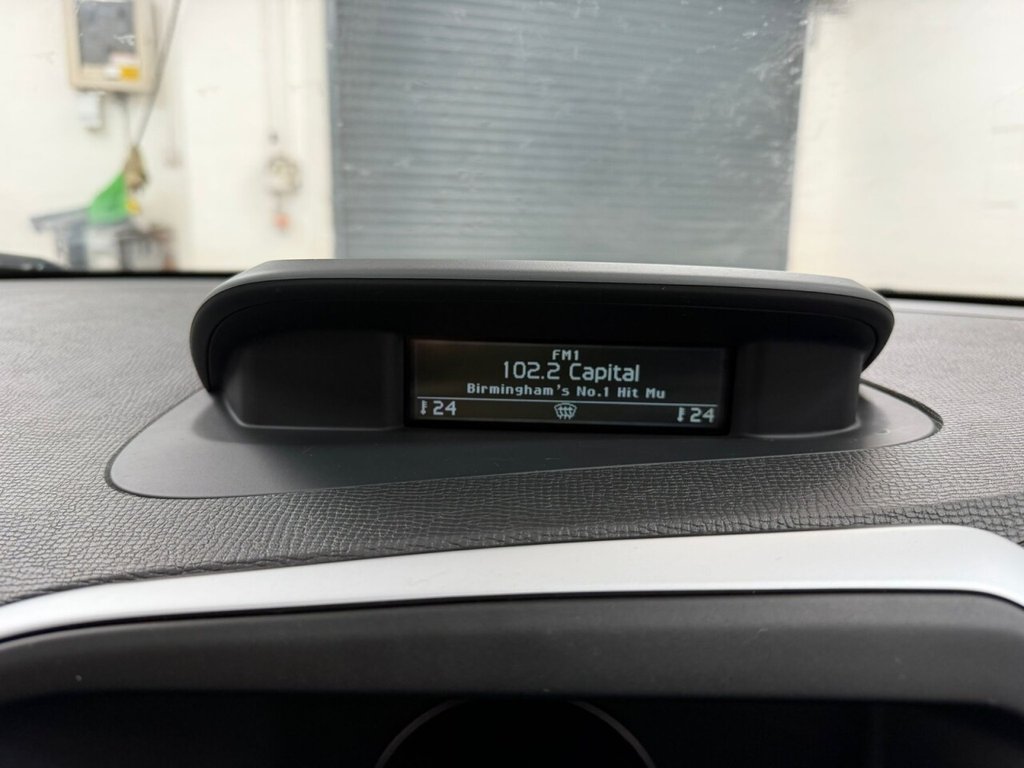 FM1
102.2 Capital
Birmingham's No.1 Hit Mu
24 24